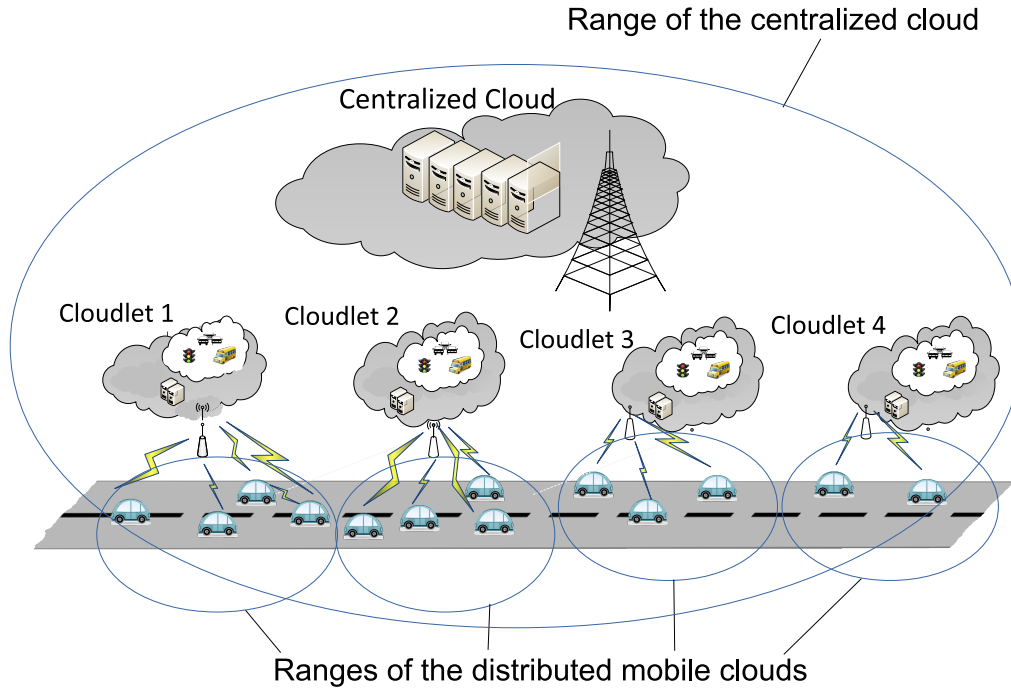 Range of the centralized cloud
Centralized Cloud
Cloudlet 1
Cloudlet 2
Cloudlet 3
Cloudlet 4
Ranges of the distributed mobile clouds